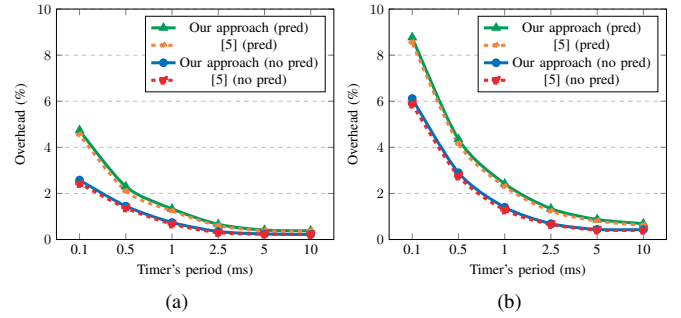 10
8
6
4
2
0
Overhead (%)
Our approach (pred)
[5] (pred)
Our approach (no pred)
[5] (no pred)
0.1 0.5 1 2.5 5 10
Timer's period (ms)
(a)
10
8
6
4
2
0
Overhead (%)
Our approach (pred)
[5] (pred)
Our approach (no pred)
[5] (no pred)
0.1 0.5 1 2.5 5 10
Timer's period (ms)
(b)